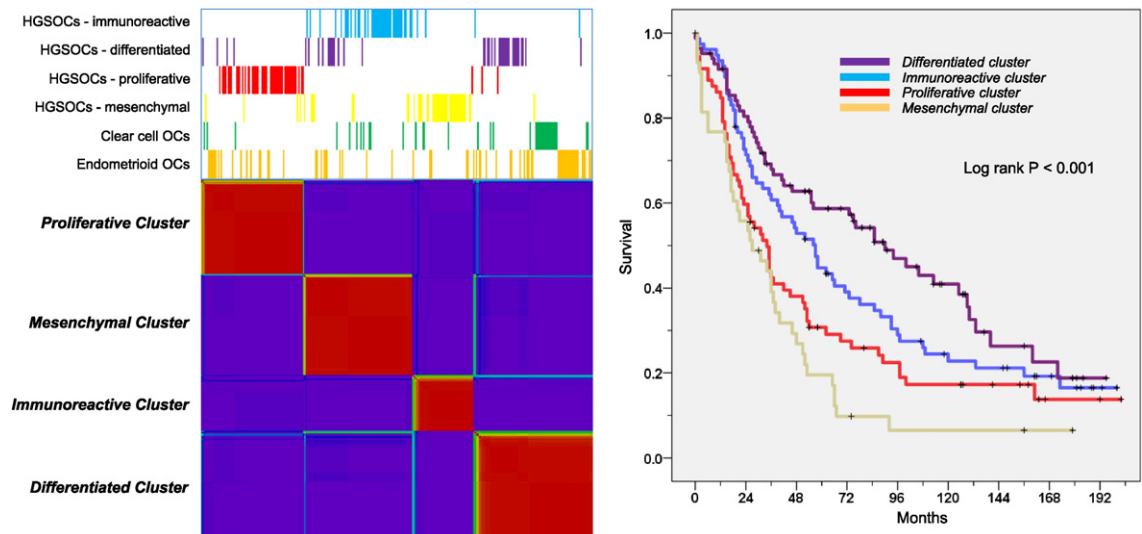 HGSOCs - immunoreactive
HGSOCs - differentiated
HGSOCs - proliferative
HGSOCs - mesenchymal
Clear cell OCs
Endometrioid OCs
Proliferative Cluster
Mesenchymal Cluster
Immunoreactive Cluster
Differentiated Cluster
Survival
1.0
0.8
0.6
0.4
0.2
0.0
Differentiated cluster
Immunoreactive cluster
Proliferative cluster
Mesenchymal cluster
Log rank P < 0.001
0 24 48 72 96 120 144 168 192
Months